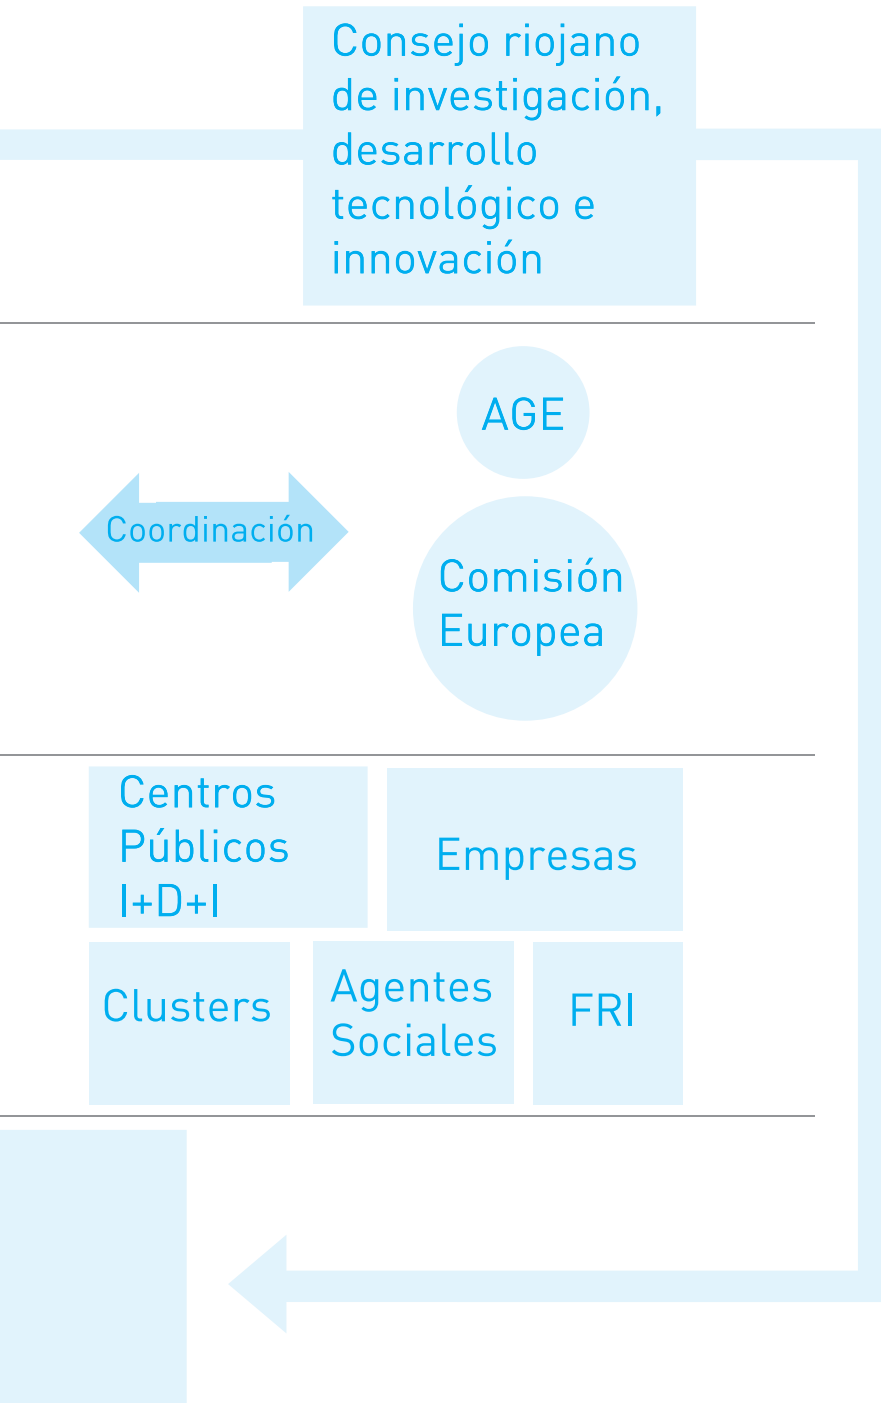 Consejo riojano
de investigación,
desarrollo
tecnológico e
innovación
AGE
Coordinación
Comisión
Europea
Centros
Públicos
I+D+I
Empresas
Clusters
Agentes
Sociales
FRI